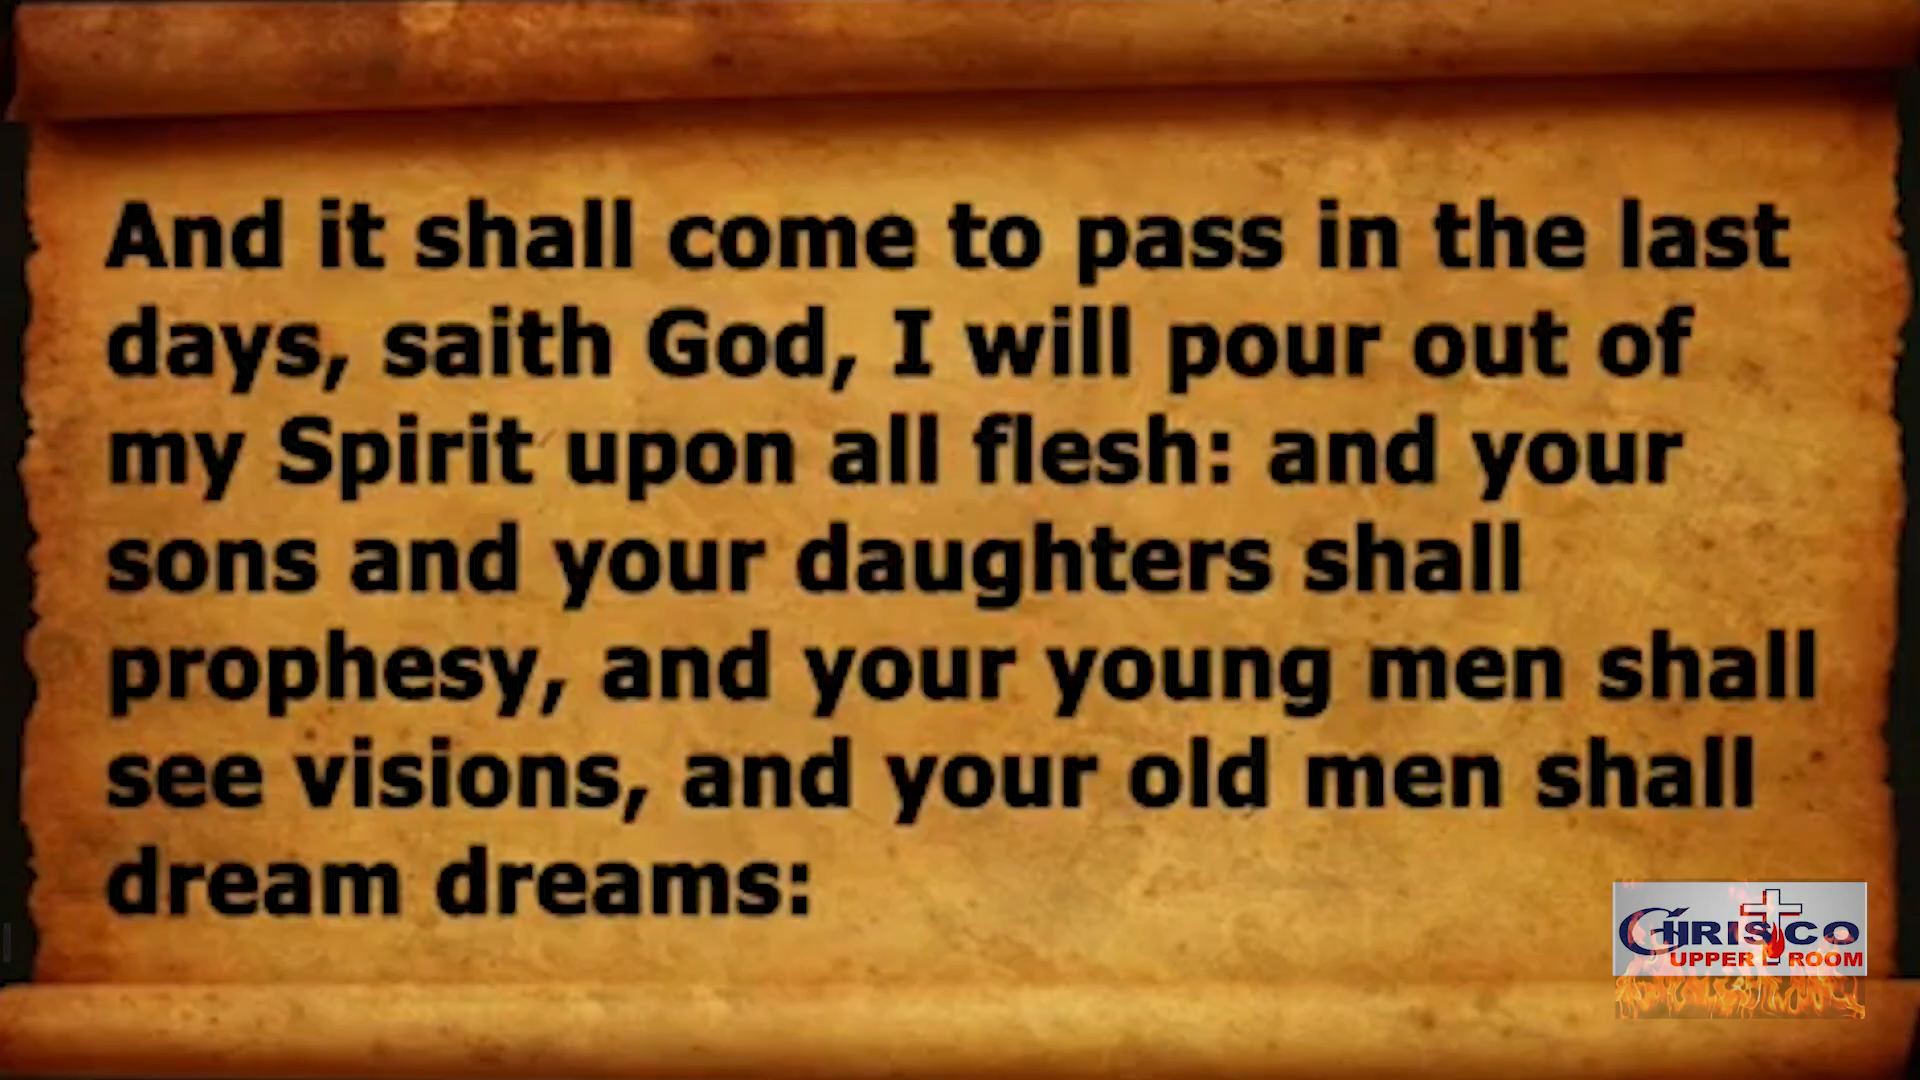 And it shall come to pass in the last
days, saith God, I will pour out of
my Spirit upon all flesh: and your
sons and your daughters shall
prophesy, and your young men shall
see visions, and your old men shall
dream dreams:
CHRISCO
UPPER ROOM